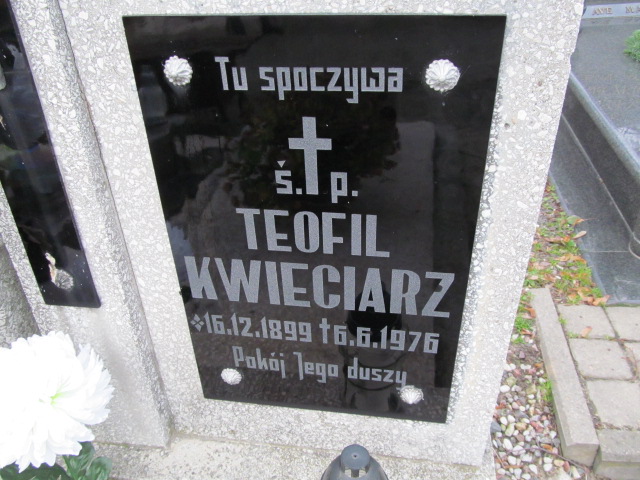 Tu spoczywa
ś. † p.
TEOFIL
KWIECIARZ
16.12.1899 † 6.6.1976
Pokój Jego duszy